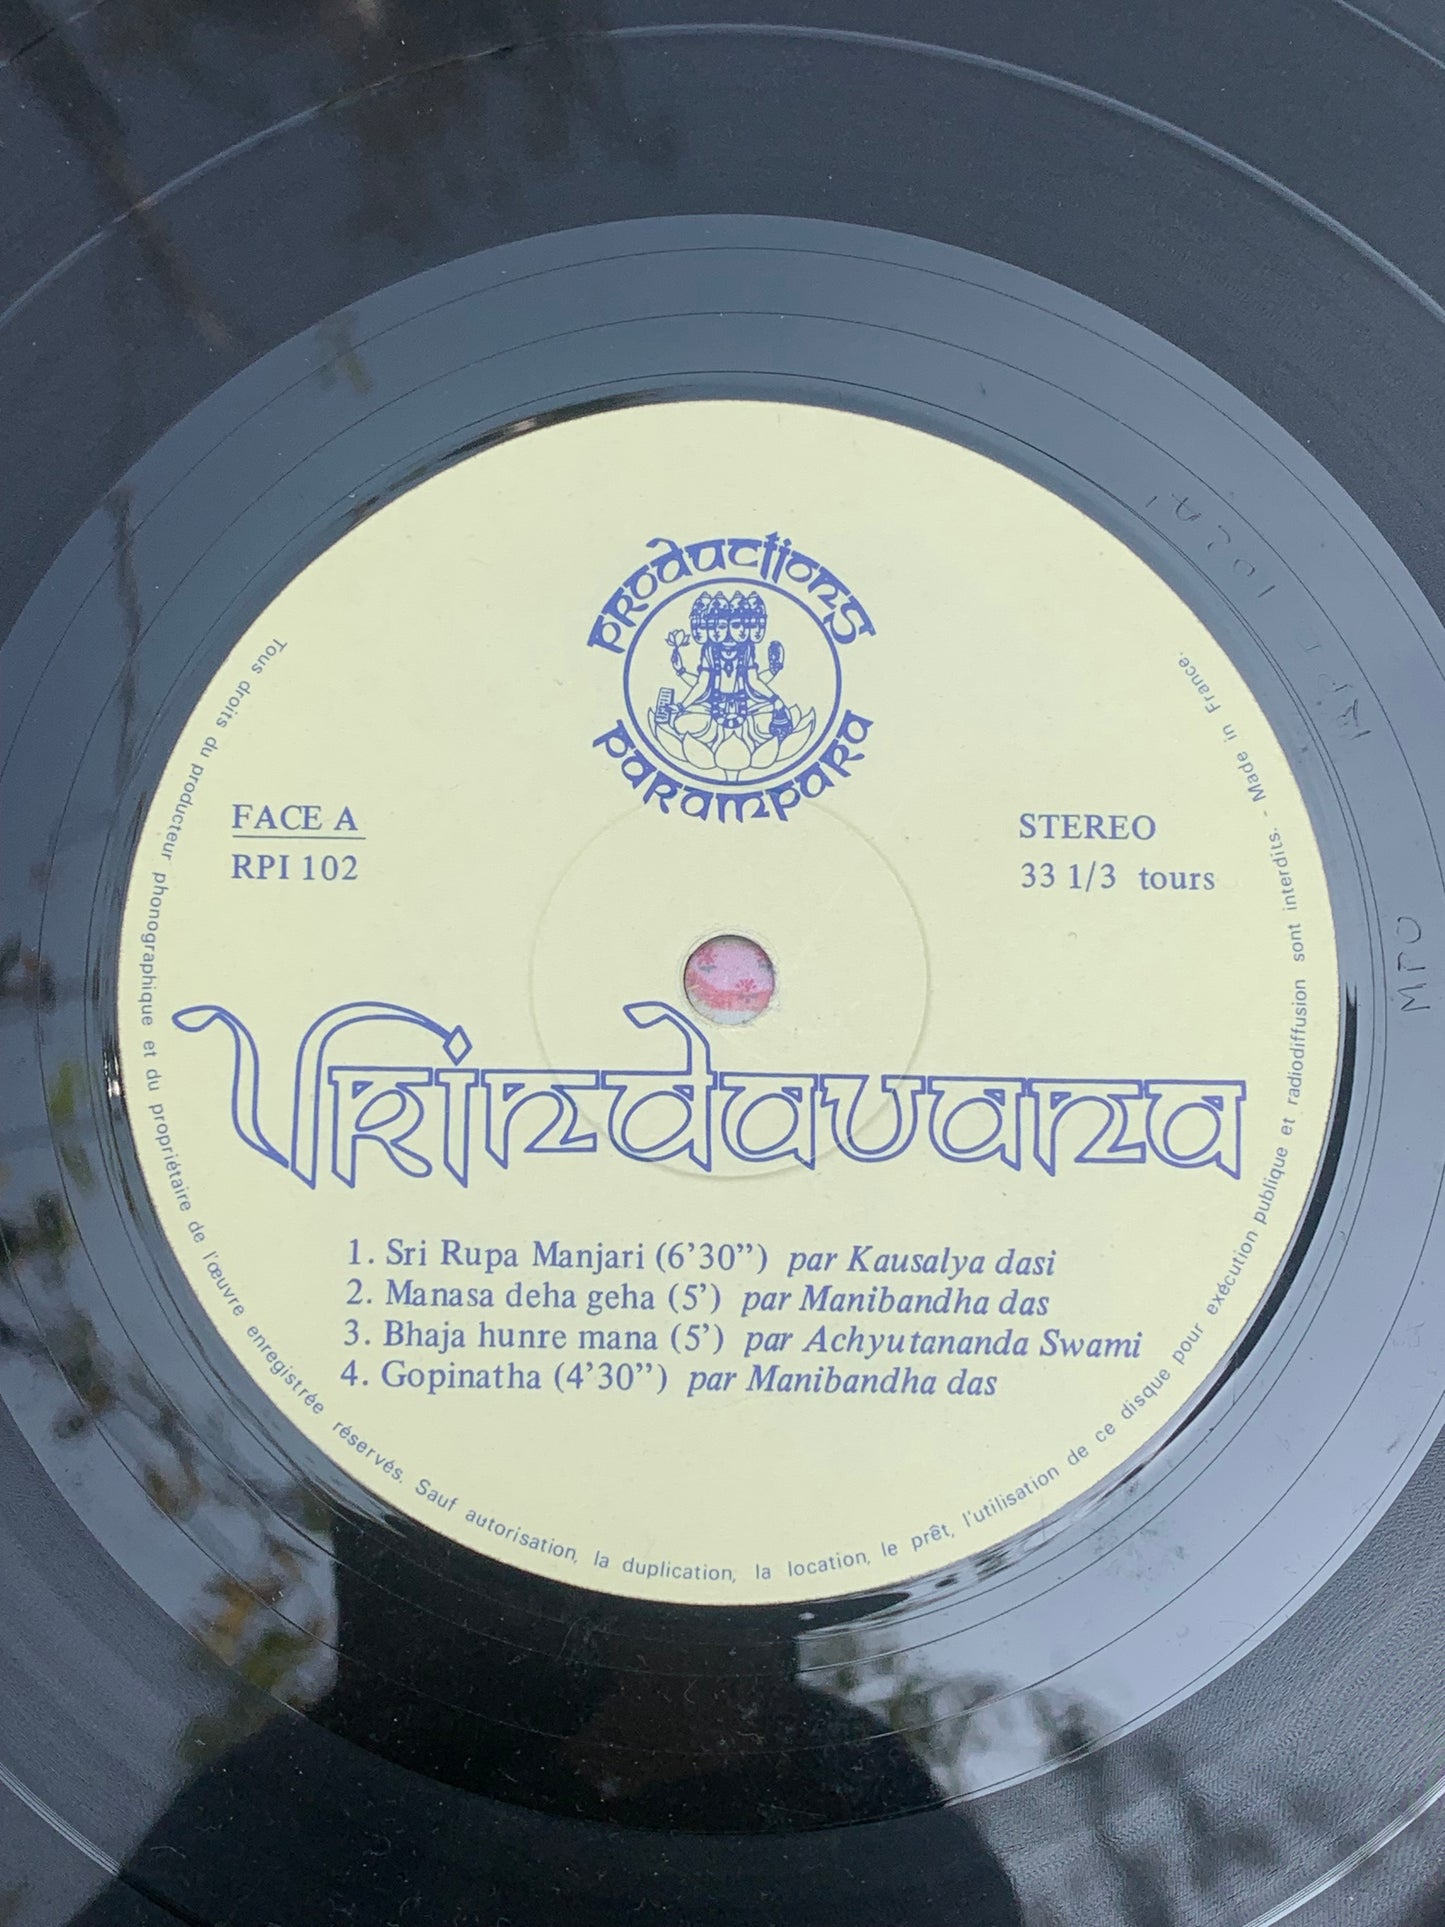 PRODUCTIONS
PARAMPARA
FACE A
RPI 102
STEREO
33 1/3 tours
Vrindavana
1. Sri Rupa Manjari (6’30”) par Kausalya dasi
2. Manasa deha geha (5’) par Manibandha das
3. Bhaja hunre mana (5’) par Achyutananda Swami
4. Gopinatha (4’30”) par Manibandha das
Tous droits du producteur phonographique et du propriétaire de l’œuvre enregistrée réservés. Sauf autorisation, la duplication, la location, le prêt, l’utilisation de ce disque pour exécution publique et radiodiffusion sont interdits. - Made in France.
MPO